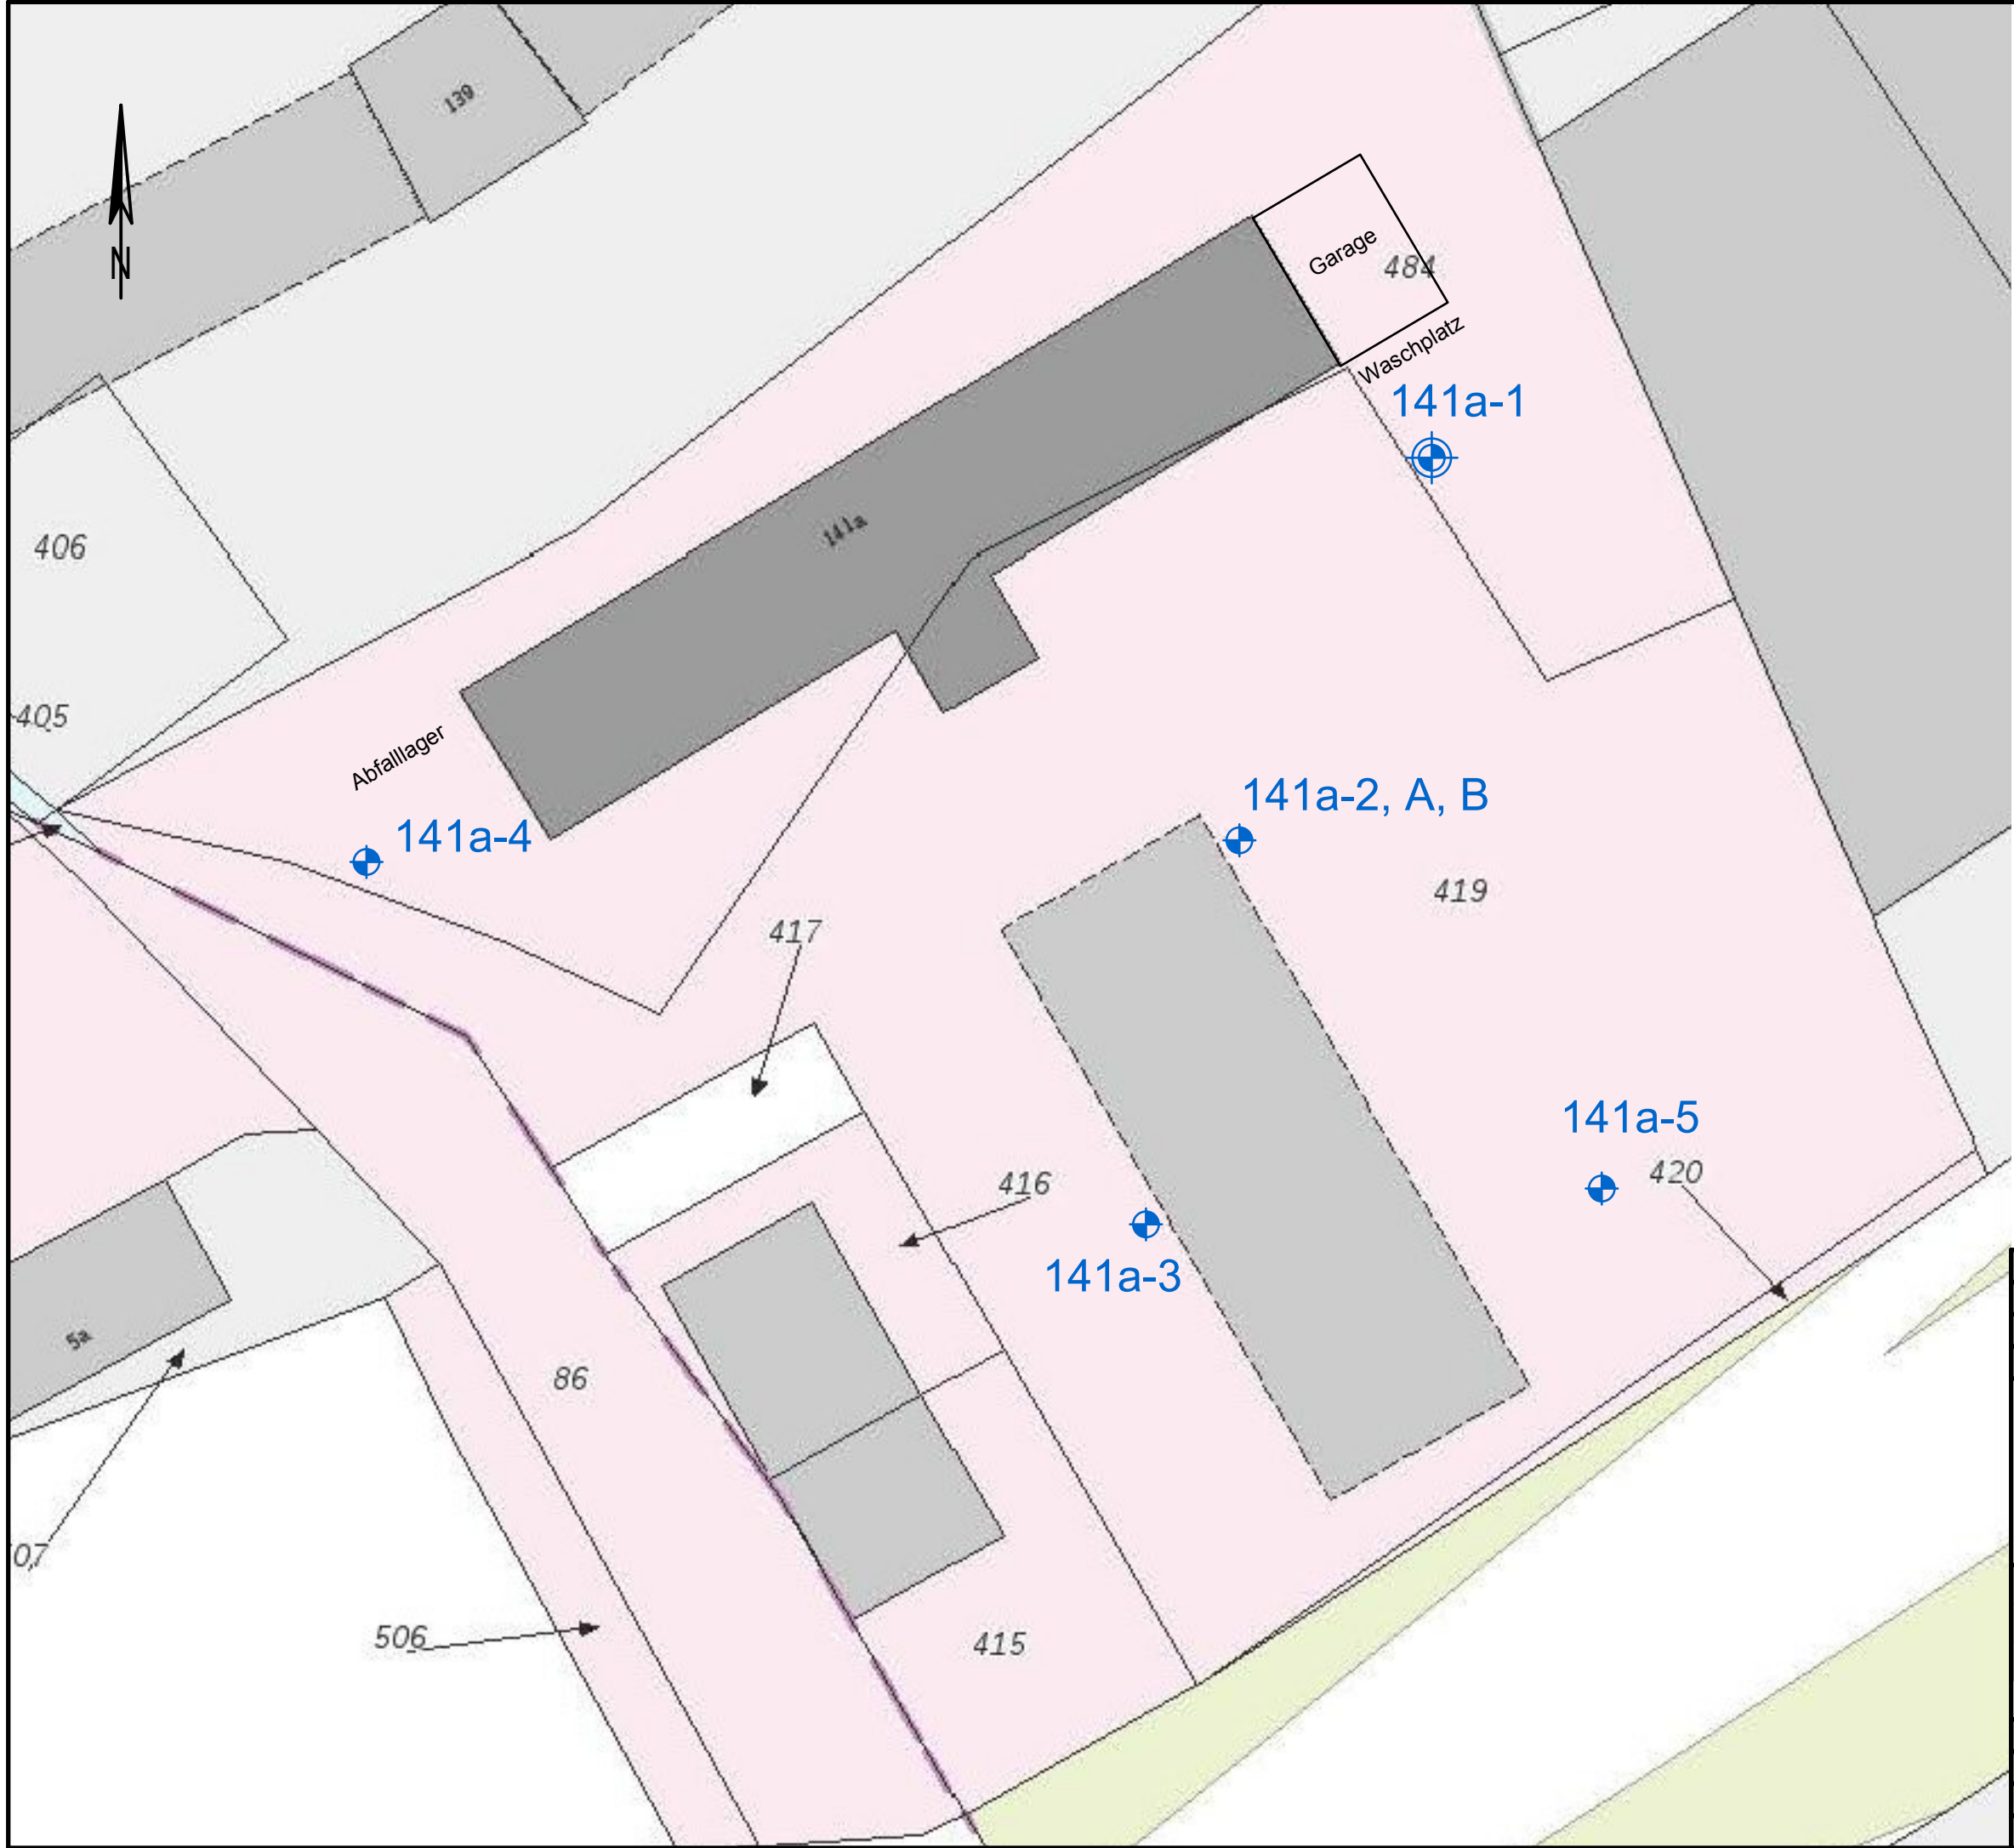 139
N
Garage
484
Waschplatz
141a-1
141a
406
405
Abfalllager
141a-4
141a-2, A, B
419
417
141a-5
420
416
141a-3
5a
86
07
506
415